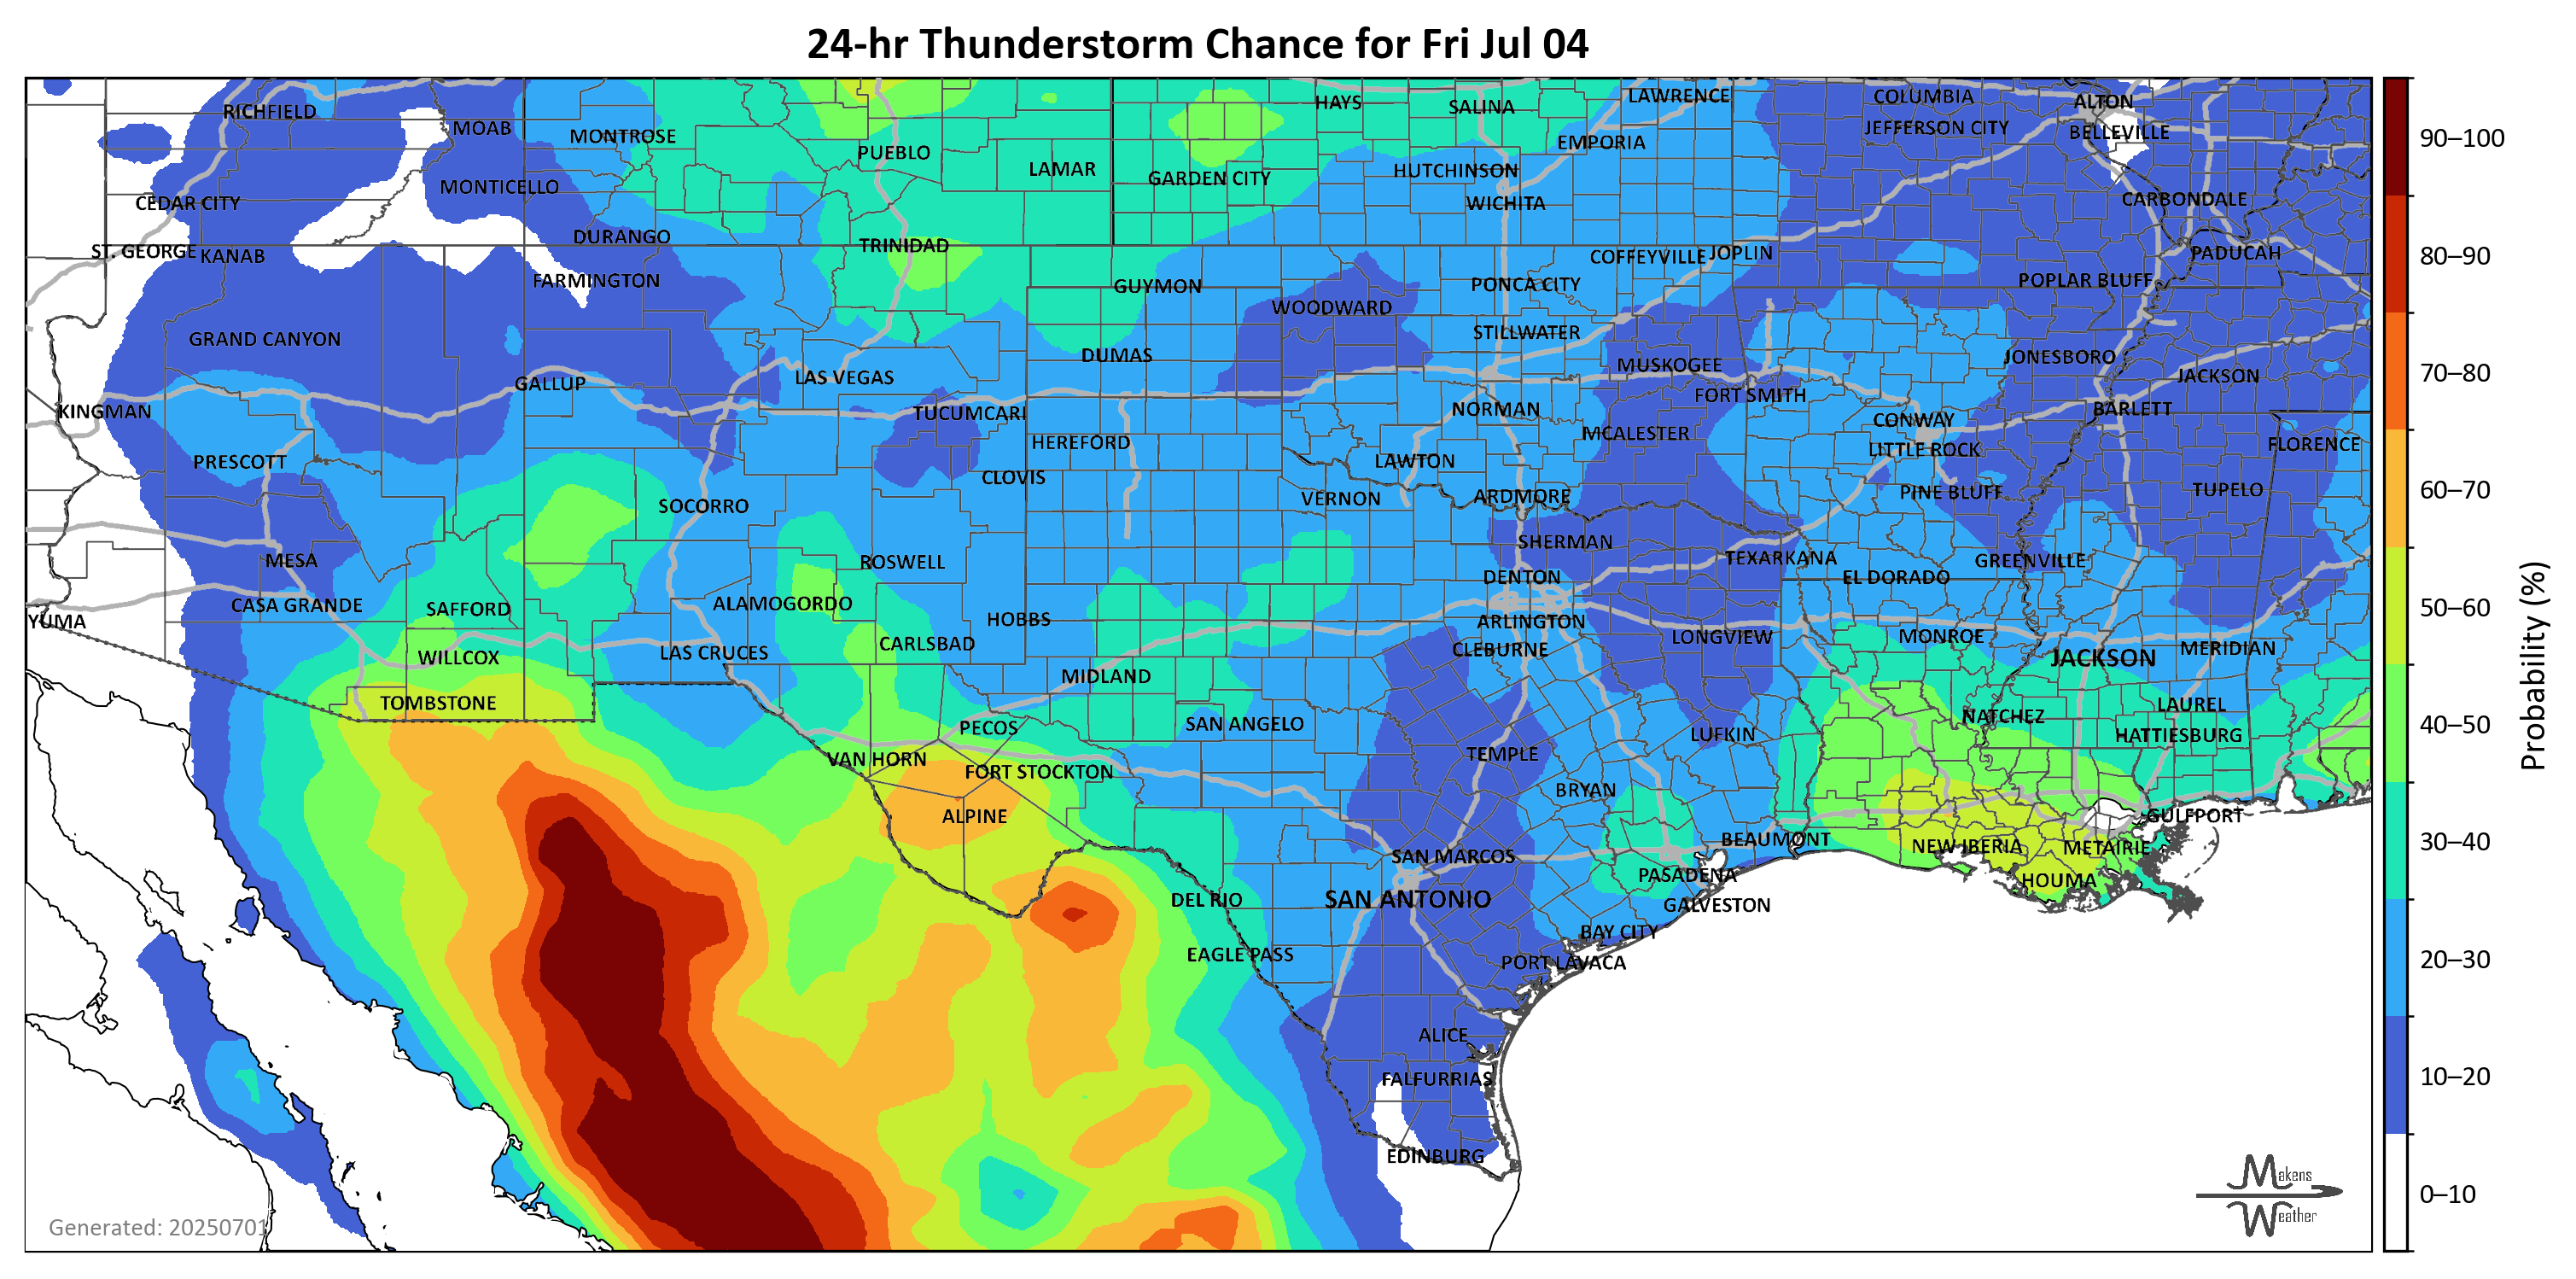 24-hr Thunderstorm Chance for Fri Jul 04
RICHFIELD
MOAB
MONTROSE
PUEBLO
LAMAR
HAYS
SALINA
LAWRENCE
COLUMBIA
ALTON
JEFFERSON CITY
BELLEVILLE
EMPORIA
HUTCHINSON
GARDEN CITY
MONTICELLO
CEDAR CITY
WICHITA
CARBONDALE
DURANGO
TRINIDAD
ST. GEORGE
KANAB
COFFEYVILLE
JOPLIN
PADUCAH
FARMINGTON
GUYMON
PONCA CITY
POPLAR BLUFF
WOODWARD
GRAND CANYON
STILLWATER
DUMAS
MUSKOGEE
JONESBORO
JACKSON
GALLUP
LAS VEGAS
FORT SMITH
KINGMAN
TUCUMCARI
NORMAN
BARLETT
CONWAY
HEREFORD
MCALESTER
LITTLE ROCK
FLORENCE
PRESCOTT
LAWTON
CLOVIS
VERNON
ARDMORE
PINE BLUFF
TUPELO
SOCORRO
SHERMAN
MESA
ROSWELL
TEXARKANA
GREENVILLE
DENTON
EL DORADO
CASA GRANDE
SAFFORD
ALAMOGORDO
HOBBS
YUMA
ARLINGTON
CARLSBAD
CLEBURNE
LONGVIEW
MONROE
MERIDIAN
WILLCOX
LAS CRUCES
JACKSON
MIDLAND
TOMBSTONE
LAUREL
PECOS
SAN ANGELO
NATCHEZ
LUFKIN
HATTIESBURG
VAN HORN
TEMPLE
FORT STOCKTON
BRYAN
ALPINE
GULFPORT
BEAUMONT
NEW IBERIA
METAIRIE
SAN MARCOS
PASADENA
HOUMA
DEL RIO
SAN ANTONIO
GALVESTON
BAY CITY
EAGLE PASS
PORT LAVACA
ALICE
FALFURRIAS
EDINBURG
Generated: 20250701
Makens
Weather
90–100
80–90
70–80
60–70
50–60
40–50
30–40
20–30
10–20
0–10
Probability (%)